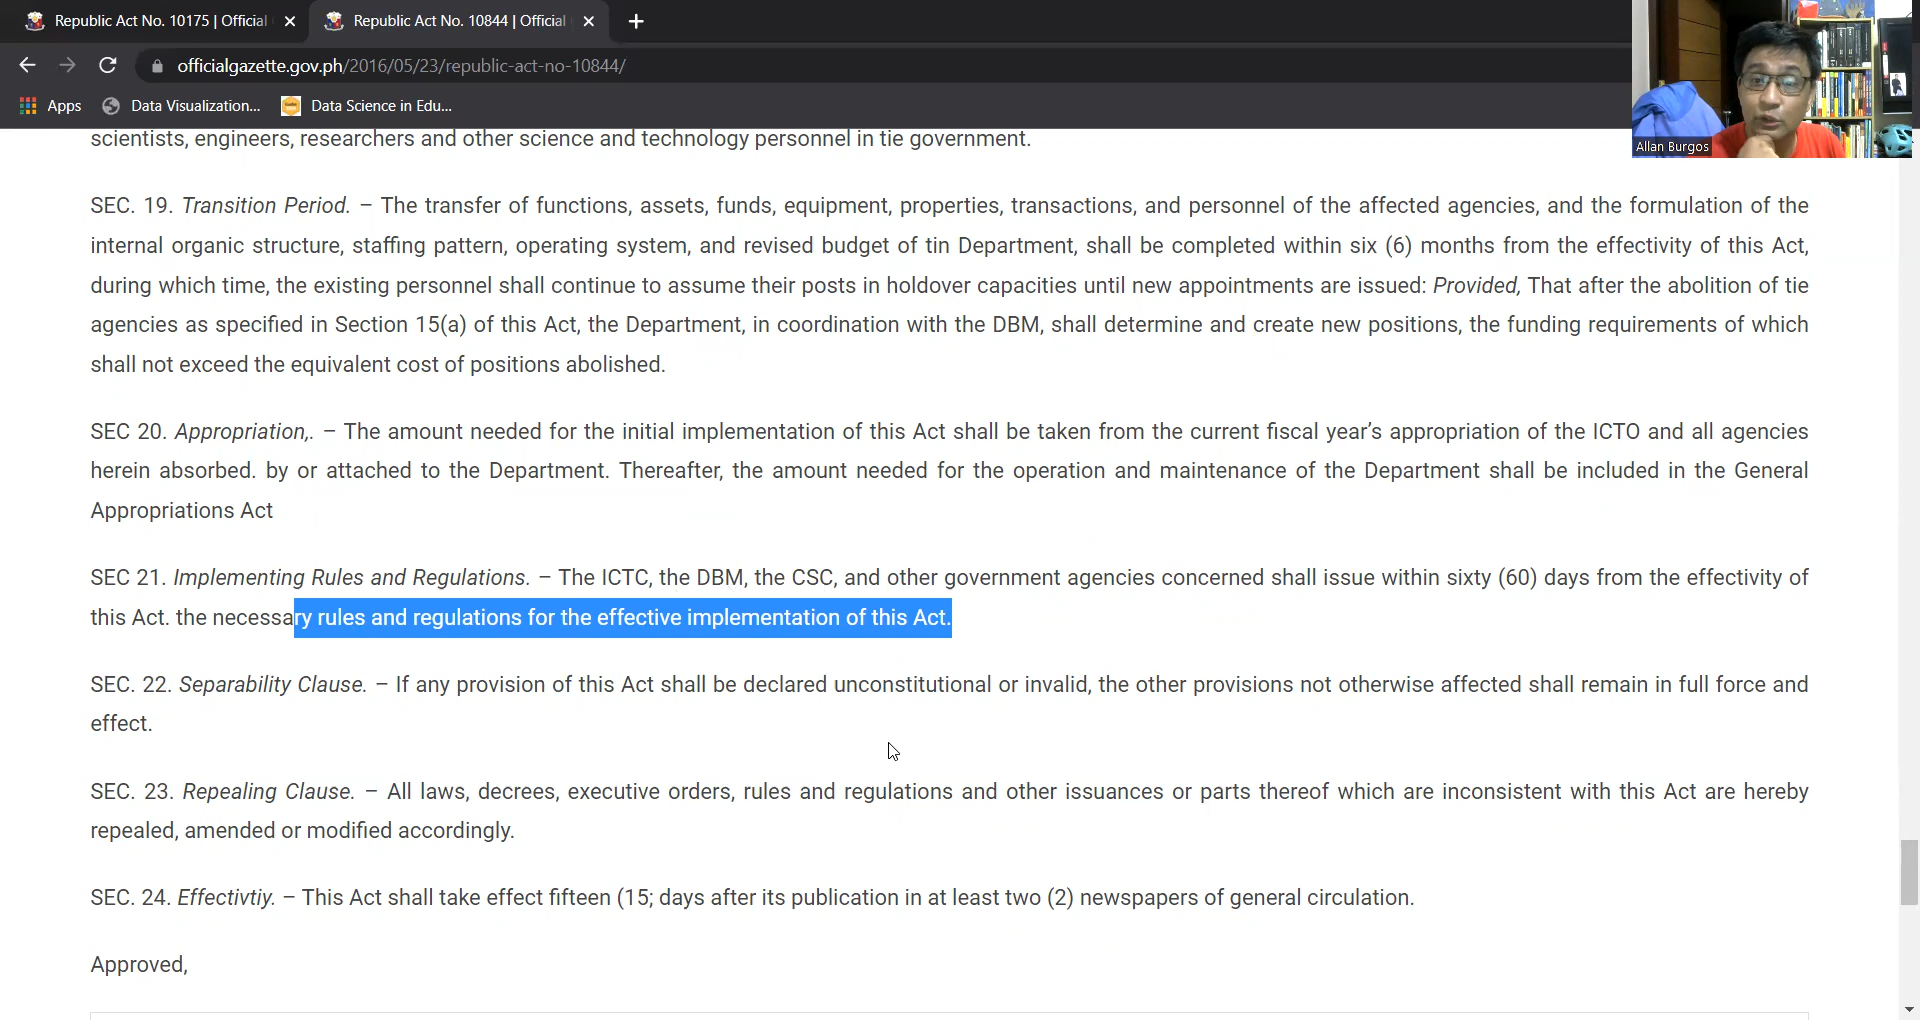 Republic Act No. 10175 | Official
Republic Act No. 10844 | Official
officialgazette.gov.ph/2016/05/23/republic-act-no-10844/
Apps
Data Visualization...
Data Science in Edu...
Allan Burgos
scientists, engineers, researchers and other science and technology personnel in tie government.
SEC. 19. Transition Period. – The transfer of functions, assets, funds, equipment, properties, transactions, and personnel of the affected agencies, and the formulation of the
internal organic structure, staffing pattern, operating system, and revised budget of tin Department, shall be completed within six (6) months from the effectivity of this Act,
during which time, the existing personnel shall continue to assume their posts in holdover capacities until new appointments are issued: Provided, That after the abolition of tie
agencies as specified in Section 15(a) of this Act, the Department, in coordination with the DBM, shall determine and create new positions, the funding requirements of which
shall not exceed the equivalent cost of positions abolished.
SEC 20. Appropriation,. – The amount needed for the initial implementation of this Act shall be taken from the current fiscal year's appropriation of the ICTO and all agencies
herein absorbed. by or attached to the Department. Thereafter, the amount needed for the operation and maintenance of the Department shall be included in the General
Appropriations Act
SEC 21. Implementing Rules and Regulations. – The ICTC, the DBM, the CSC, and other government agencies concerned shall issue within sixty (60) days from the effectivity of
this Act. the necessary rules and regulations for the effective implementation of this Act.
SEC. 22. Separability Clause. – If any provision of this Act shall be declared unconstitutional or invalid, the other provisions not otherwise affected shall remain in full force and
effect.
SEC. 23. Repealing Clause. – All laws, decrees, executive orders, rules and regulations and other issuances or parts thereof which are inconsistent with this Act are hereby
repealed, amended or modified accordingly.
SEC. 24. Effectivtiy. – This Act shall take effect fifteen (15; days after its publication in at least two (2) newspapers of general circulation.
Approved,